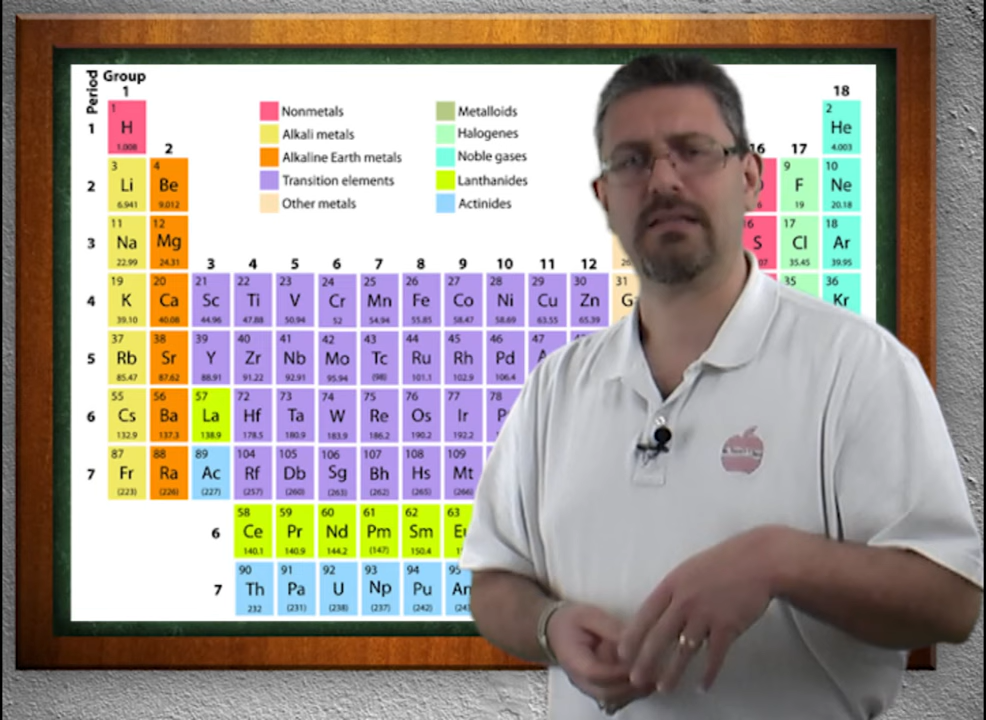 Period
Group
1
18
1
H
1.008
2
He
4.003
1
2
16
17
Nonmetals
Alkali metals
Alkaline Earth metals
Transition elements
Other metals
Metalloids
Halogenes
Noble gases
Lanthanides
Actinides
2
3
Li
6.941
4
Be
9.012
9
F
19
10
Ne
20.18
3
11
Na
22.99
12
Mg
24.31
S
17
Cl
35.45
18
Ar
39.95
3 4 5 6 7 8 9 10 11 12
4
19
K
39.10
20
Ca
40.08
21
Sc
44.96
22
Ti
47.88
23
V
50.94
24
Cr
52
25
Mn
54.94
26
Fe
55.85
27
Co
58.47
28
Ni
58.69
29
Cu
63.55
30
Zn
65.39
31
35
36
Kr
5
37
Rb
85.47
38
Sr
87.62
39
Y
88.91
40
Zr
91.22
41
Nb
92.91
42
Mo
95.94
43
Tc
(98)
44
Ru
101.1
45
Rh
102.9
46
Pd
106.4
47
6
55
Cs
132.9
56
Ba
137.3
57
La
138.9
72
Hf
178.5
73
Ta
180.9
74
W
183.9
75
Re
186.2
76
Os
190.2
77
Ir
192.2
78
7
87
Fr
(223)
88
Ra
(226)
89
Ac
(227)
104
Rf
(257)
105
Db
(260)
106
Sg
(263)
107
Bh
(262)
108
Hs
(265)
109
Mt
(266)
6
58
Ce
140.1
59
Pr
140.9
60
Nd
144.2
61
Pm
(147)
62
Sm
150.4
63
Eu
7
90
Th
232
91
Pa
(231)
92
U
(238)
93
Np
(237)
94
Pu
(242)
95